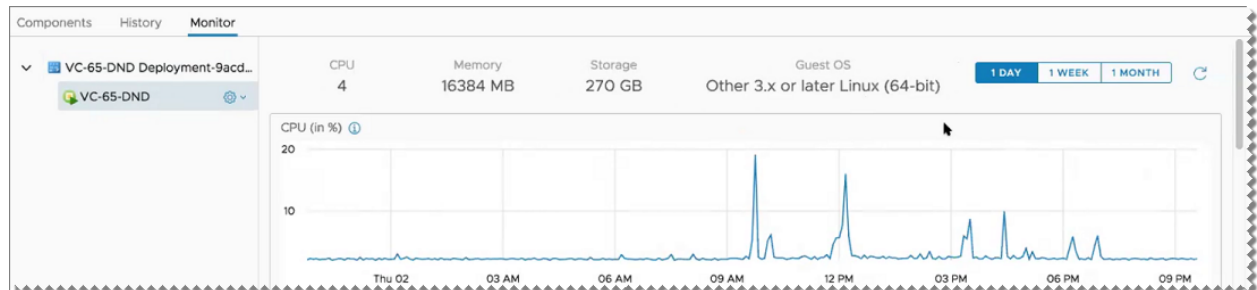 Components History Monitor
VC-65-DND Deployment-9acd...
VC-65-DND
CPU Memory Storage Guest OS
4 16384 MB 270 GB Other 3.x or later Linux (64-bit)
1 DAY 1 WEEK 1 MONTH
CPU (in %)
20
10
Thu 02 03 AM 06 AM 09 AM 12 PM 03 PM 06 PM 09 PM